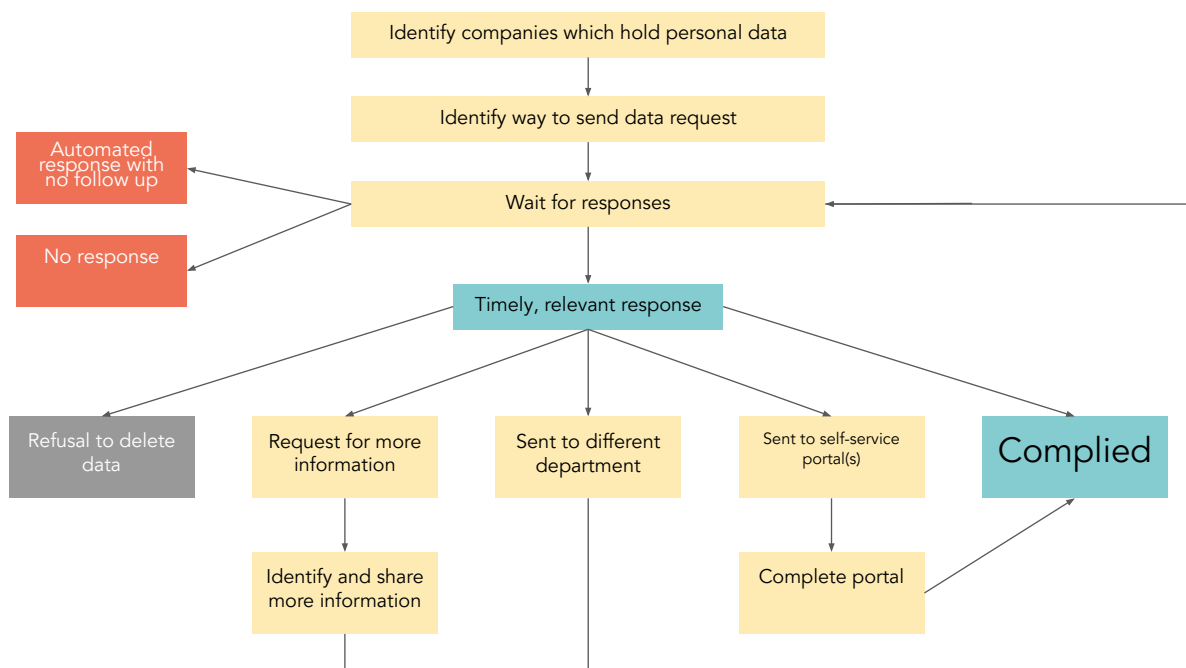 Identify companies which hold personal data
Identify way to send data request
Automated
response with
no follow up
Wait for responses
No response
Timely, relevant response
Refusal to delete
data
Request for more
information
Sent to different
department
Sent to self-service
portal(s)
Complied
Identify and share
more information
Complete portal